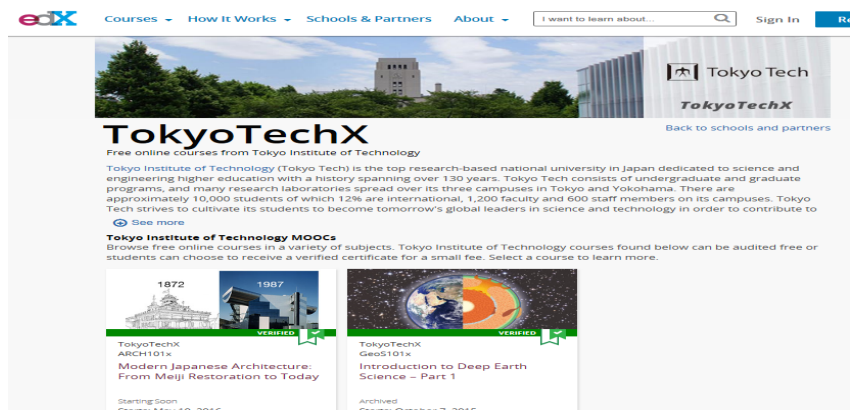 edX Courses How It Works Schools & Partners About I want to learn about... Sign In
Tokyo Tech
TokyoTechX
TokyoTechX
Back to schools and partners
Free online courses from Tokyo Institute of Technology
Tokyo Institute of Technology (Tokyo Tech) is the top research-based national university in Japan dedicated to science and
engineering higher education with a history spanning over 130 years. Tokyo Tech consists of undergraduate and graduate
programs, and many research laboratories spread over its three campuses in Tokyo and Yokohama. There are
approximately 10,000 students of which 12% are international, 1,200 faculty and 600 staff members on its campuses. Tokyo
Tech strives to cultivate its students to become tomorrow's global leaders in science and technology in order to contribute to
See more
Tokyo Institute of Technology MOOCs
Browse free online courses in a variety of subjects. Tokyo Institute of Technology courses found below can be audited free or
students can choose to receive a verified certificate for a small fee. Select a course to learn more.
1872 1987
VERIFIED
TokyoTechX
ARCH101x
Modern Japanese Architecture:
From Meiji Restoration to Today
Starting Soon
Starts: May 10, 2016
VERIFIED
TokyoTechX
GeoS101x
Introduction to Deep Earth
Science – Part 1
Archived
Starts: October 7, 2015